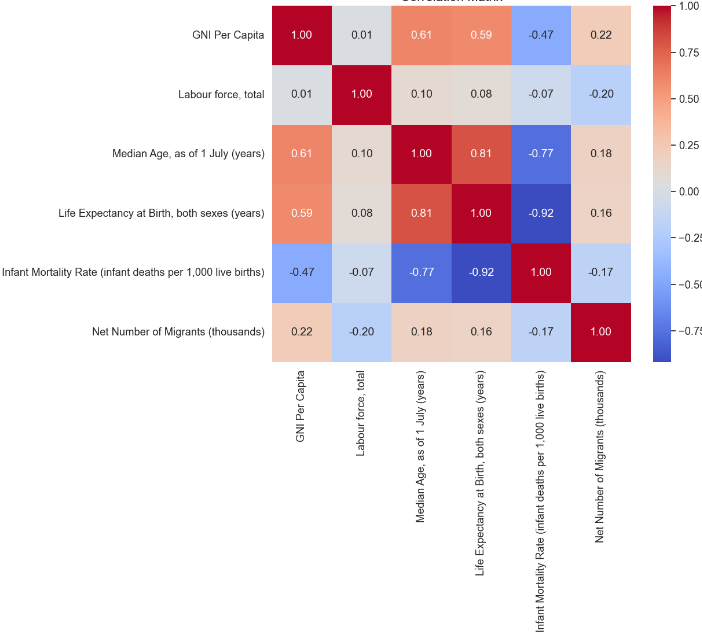 Correlation Matrix
GNI Per Capita 1.00 0.01 0.61 0.59 -0.47 0.22
Labour force, total 0.01 1.00 0.10 0.08 -0.07 -0.20
Median Age, as of 1 July (years) 0.61 0.10 1.00 0.81 -0.77 0.18
Life Expectancy at Birth, both sexes (years) 0.59 0.08 0.81 1.00 -0.92 0.16
Infant Mortality Rate (infant deaths per 1,000 live births) -0.47 -0.07 -0.77 -0.92 1.00 -0.17
Net Number of Migrants (thousands) 0.22 -0.20 0.18 0.16 -0.17 1.00
GNI Per Capita
Labour force, total
Median Age, as of 1 July (years)
Life Expectancy at Birth, both sexes (years)
Infant Mortality Rate (infant deaths per 1,000 live births)
Net Number of Migrants (thousands)
1.00
0.75
0.50
0.25
0.00
−0.25
−0.50
−0.75